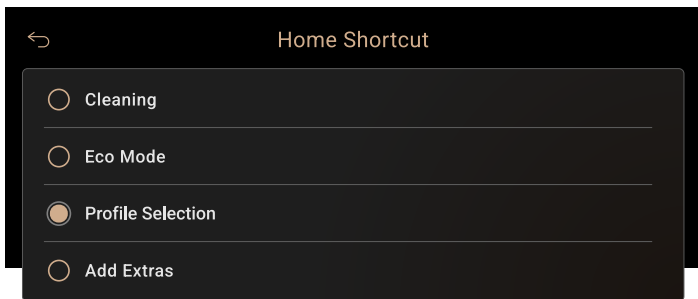 Home Shortcut
Cleaning
Eco Mode
Profile Selection
Add Extras